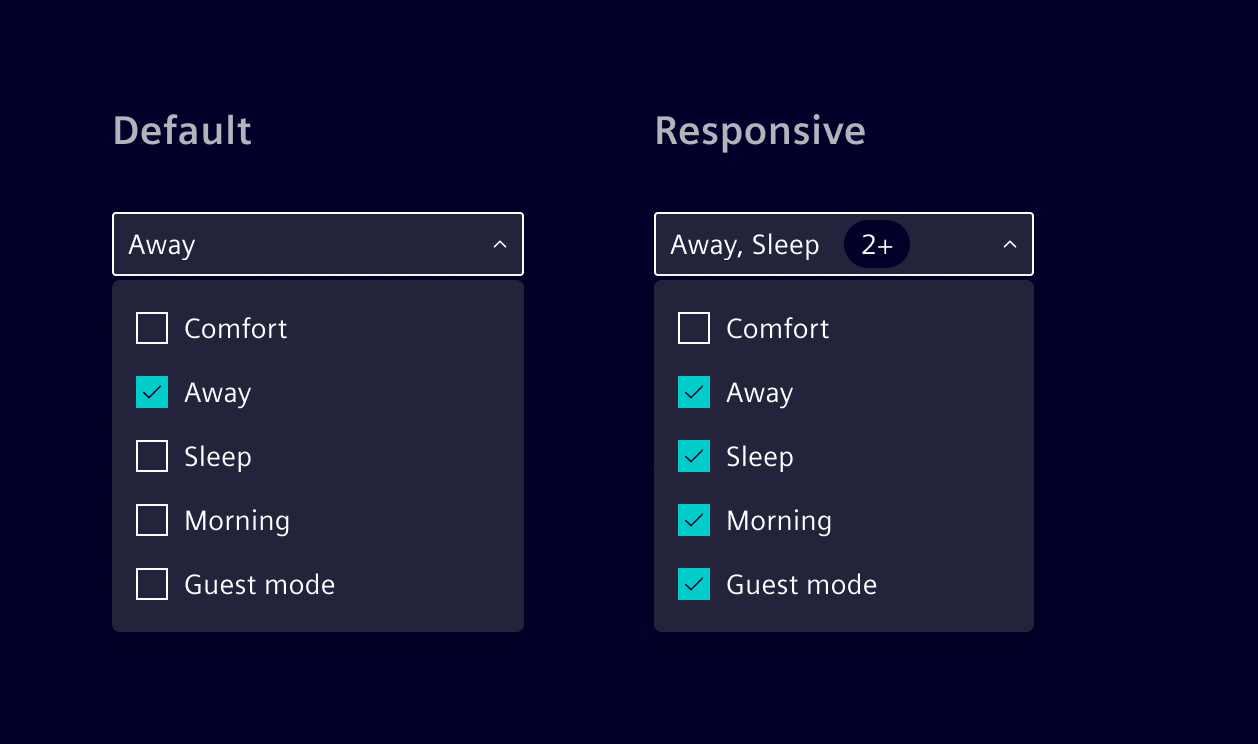 Default
Away
Comfort
Away
Sleep
Morning
Guest mode
Responsive
Away, Sleep 2+
Comfort
Away
Sleep
Morning
Guest mode